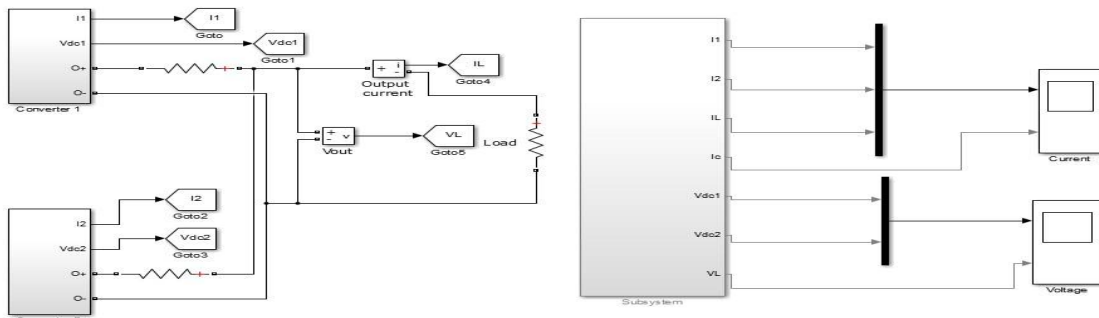 I1
I1
Goto
Vdc1
Vdc1
Goto1
O+
O-
Converter 1
+
i
-
Output
current
IL
Goto4
+
-
v
Vout
VL
Goto5
Load
I2
I2
Goto2
Vdc2
Vdc2
Goto3
O+
O-
I1
I2
IL
Ic
Vdc1
Vdc2
VL
Subsystem
Current
Voltage